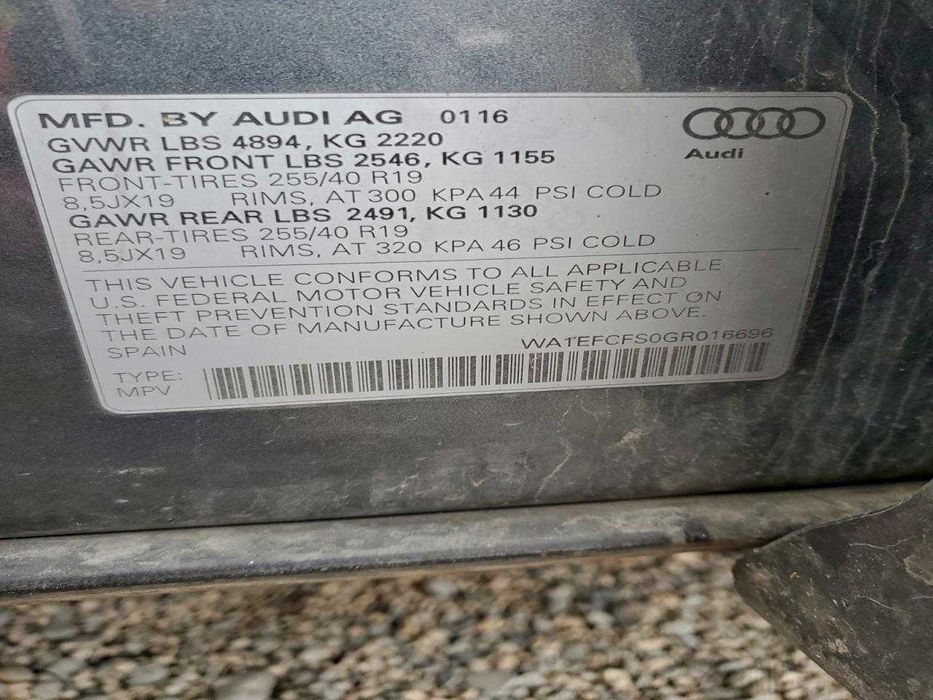 MFD. BY AUDI AG 0116
Audi
GVWR LBS 4894, KG 2220
GAWR FRONT LBS 2546, KG 1155
FRONT-TIRES 255/40 R19
8,5JX19 RIMS, AT 300 KPA 44 PSI COLD
GAWR REAR LBS 2491, KG 1130
REAR-TIRES 255/40 R19
8,5JX19 RIMS, AT 320 KPA 46 PSI COLD
THIS VEHICLE CONFORMS TO ALL APPLICABLE
U.S. FEDERAL MOTOR VEHICLE SAFETY AND
THEFT PREVENTION STANDARDS IN EFFECT ON
THE DATE OF MANUFACTURE SHOWN ABOVE.
SPAIN WA1EFCFS0GR016696
TYPE:
MPV